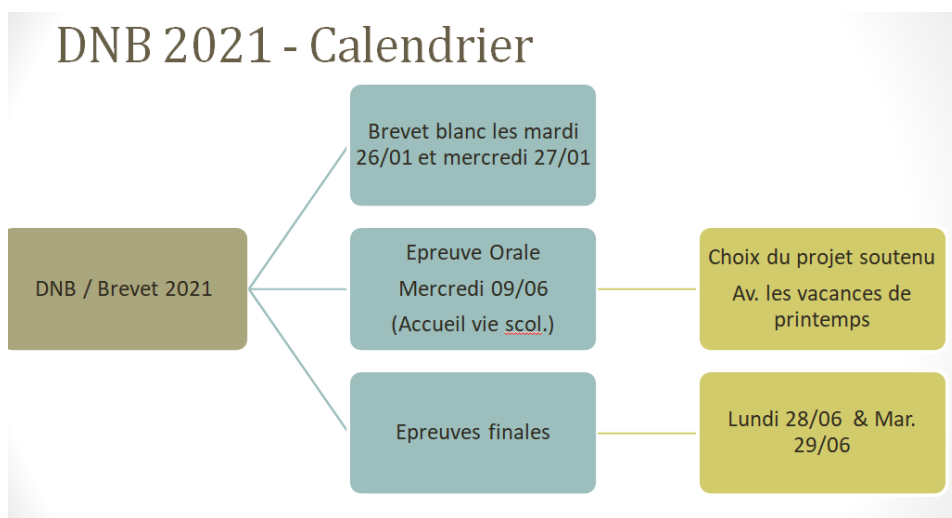 DNB 2021 - Calendrier
Brevet blanc les mardi
26/01 et mercredi 27/01
DNB / Brevet 2021
Epreuve Orale
Mercredi 09/06
(Accueil vie scol.)
Choix du projet soutenu
Av. les vacances de
printemps
Epreuves finales
Lundi 28/06 & Mar.
29/06